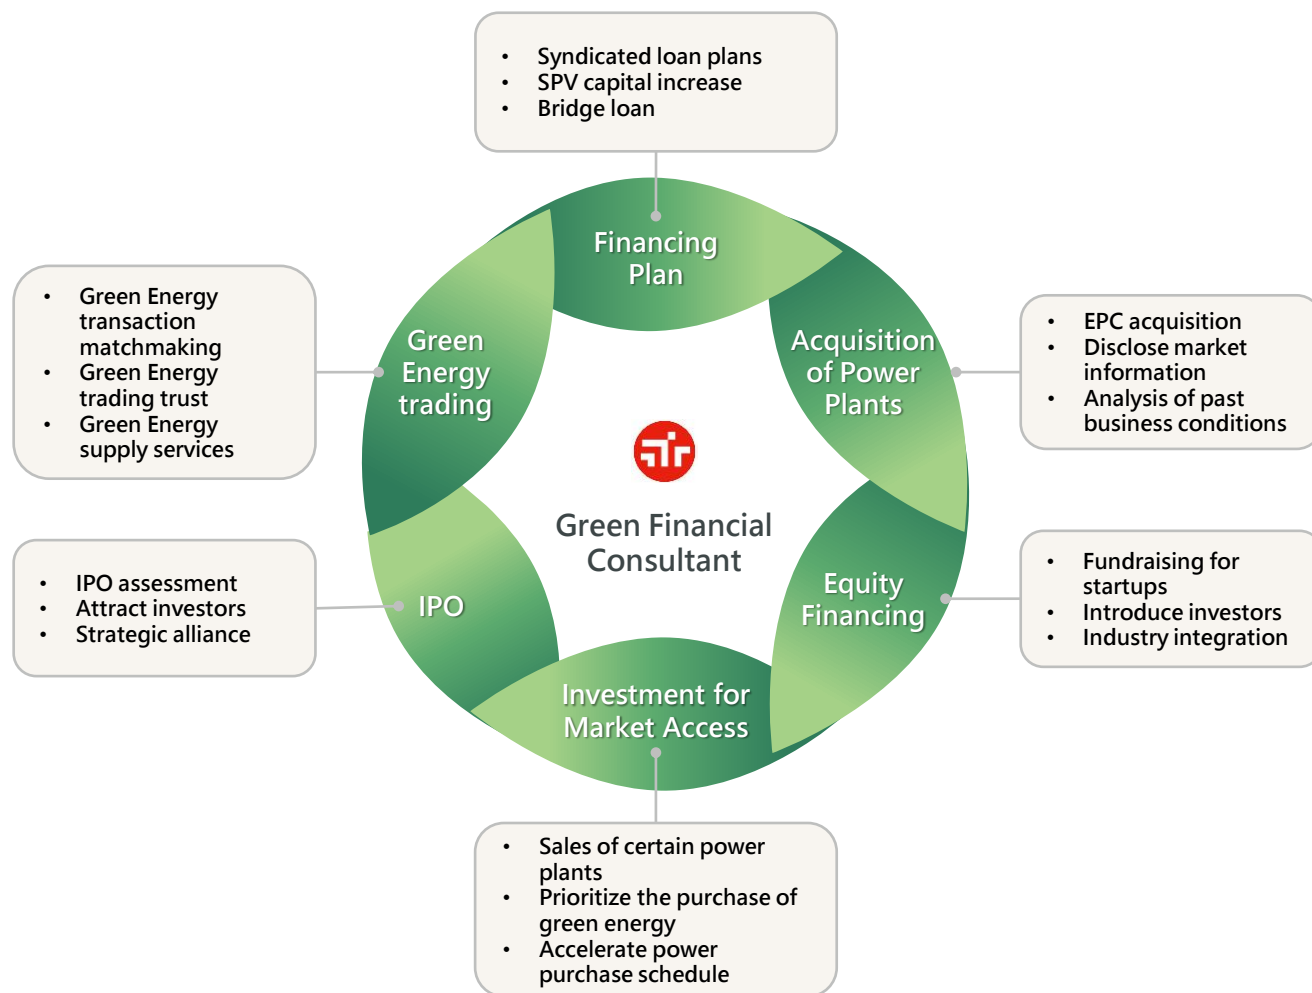 • Syndicated loan plans
• SPV capital increase
• Bridge loan
Financing
Plan
• Green Energy
transaction
matchmaking
• Green Energy
trading trust
• Green Energy
supply services
Green
Energy
trading
Acquisition
of Power
Plants
• EPC acquisition
• Disclose market
information
• Analysis of past
business conditions
Green Financial
Consultant
• IPO assessment
• Attract investors
• Strategic alliance
IPO
Equity
Financing
• Fundraising for
startups
• Introduce investors
• Industry integration
Investment for
Market Access
• Sales of certain power
plants
• Prioritize the purchase of
green energy
• Accelerate power
purchase schedule